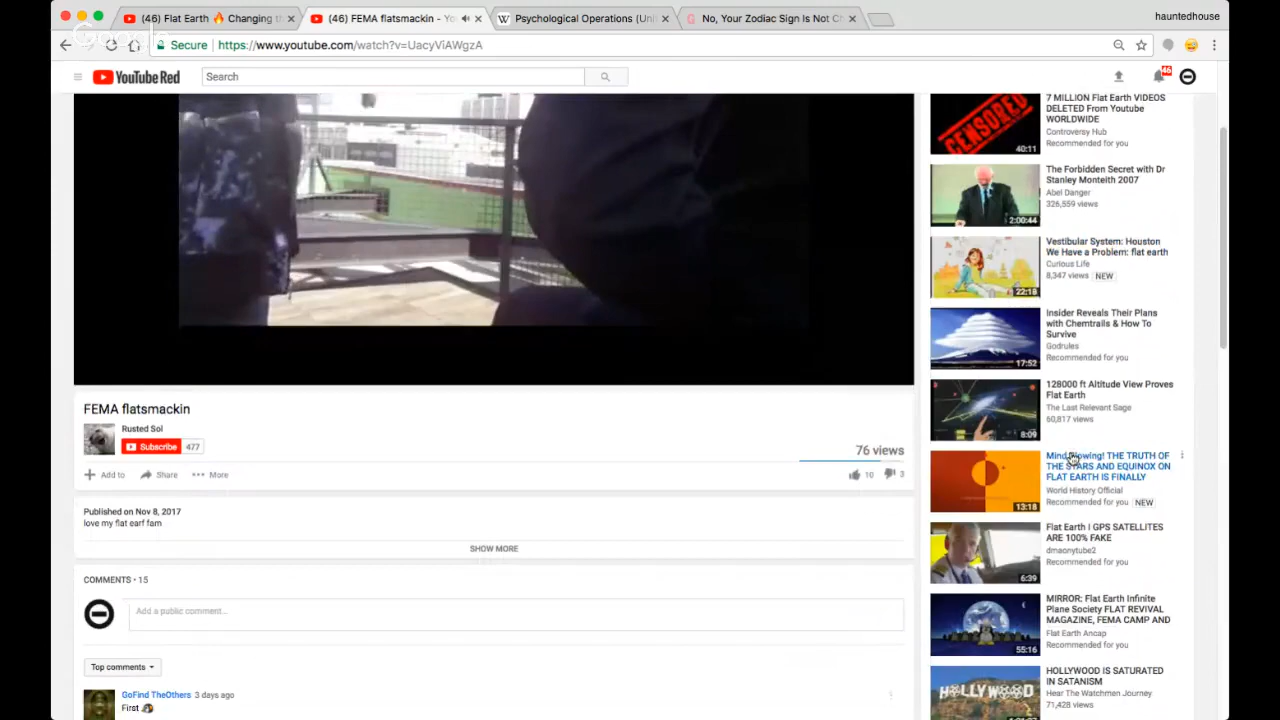 (46) Flat Earth 🔥 Changing
(46) FEMA flatsmackin - Yo
Psychological Operations (Uni
No, Your Zodiac Sign Is Not C
hauntedhouse
Google
Secure
https://www.youtube.com/watch?v=UacyViAWgzA
YouTube Red
Search
46
7 MILLION Flat Earth VIDEOS
DELETED From Youtube
WORLDWIDE
Controversy Hub
Recommended for you
CENSORED
40:11
The Forbidden Secret with Dr
Stanley Monteith 2007
Abel Danger
326,559 views
2:00:44
Vestibular System: Houston
We Have a Problem: flat earth
Curious Life
8,347 views NEW
22:18
Insider Reveals Their Plans
with Chemtrails & How To
Survive
Godrules
Recommended for you
17:52
128000 ft Altitude View Proves
Flat Earth
The Last Relevant Sage
60,817 views
8:09
THE TRUTH OF
THE STARS AND EQUINOX ON
FLAT EARTH IS FINALLY
World History Official
Recommended for you NEW
13:18
Flat Earth | GPS SATELLITES
ARE 100% FAKE
dmaonytube2
Recommended for you
6:39
MIRROR: Flat Earth Infinite
Plane Society FLAT REVIVAL
MAGAZINE, FEMA CAMP AND
Flat Earth Ancap
Recommended for you
55:16
HOLLYWOOD IS SATURATED
IN SATANISM
Hear The Watchmen Journey
71,428 views
HOLLYWOOD
FEMA flatsmackin
Rusted Sol
Subscribe 477
76 views
Add to Share More
10 3
Published on Nov 8, 2017
love my flat earf fam
SHOW MORE
COMMENTS • 15
Add a public comment...
Top comments
GoFind TheOthers 3 days ago
First